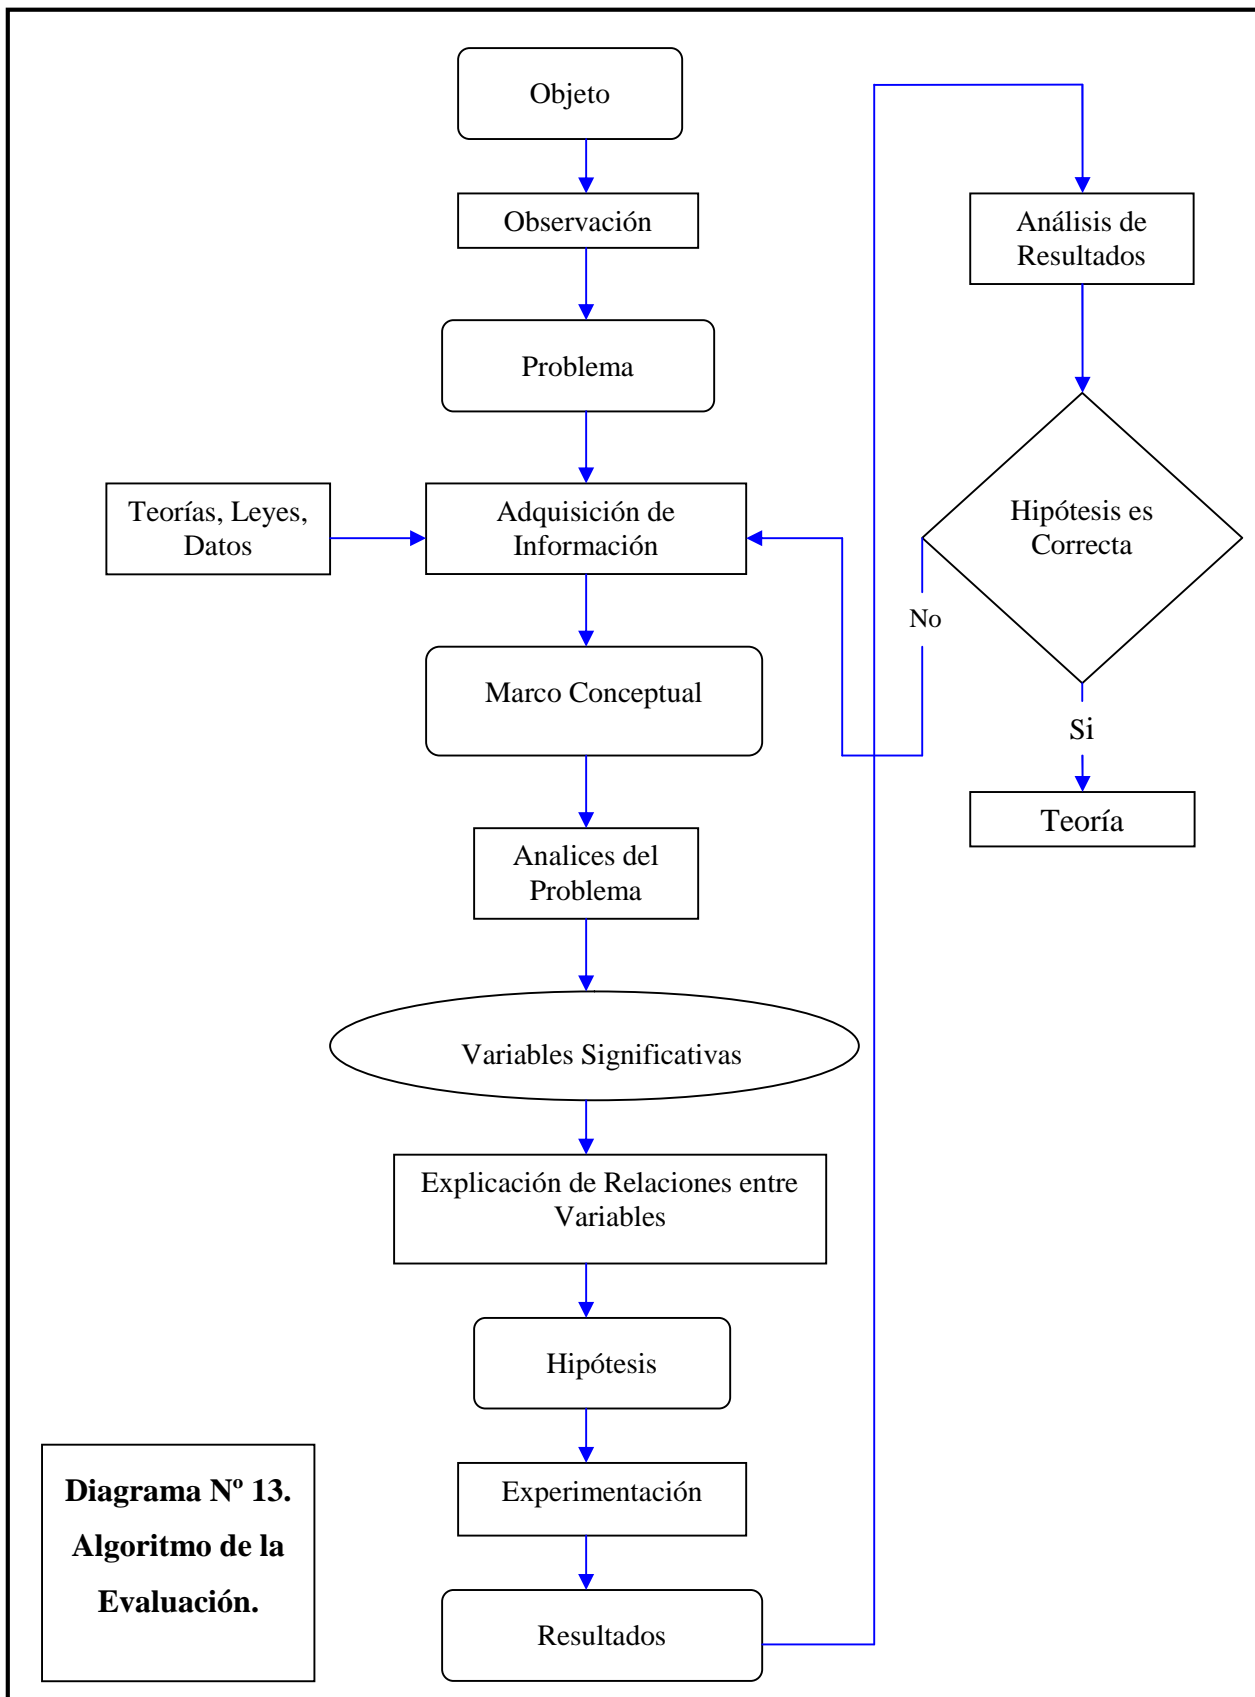 Objeto
Observación
Problema
Teorías, Leyes,
Datos
Adquisición de
Información
Marco Conceptual
Analices del
Problema
Variables Significativas
Explicación de Relaciones entre
Variables
Hipótesis
Experimentación
Resultados
Análisis de
Resultados
Hipótesis es
Correcta
No
Si
Teoría
Diagrama Nº 13.
Algoritmo de la
Evaluación.